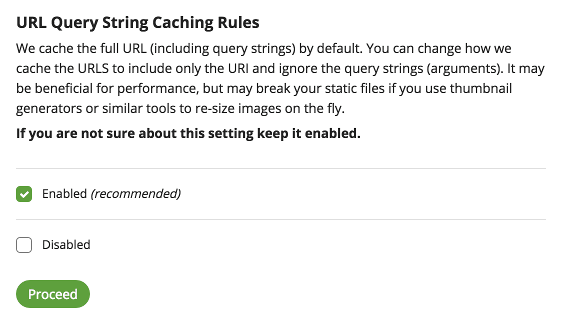 URL Query String Caching Rules
We cache the full URL (including query strings) by default. You can change how we
cache the URLS to include only the URI and ignore the query strings (arguments). It may
be beneficial for performance, but may break your static files if you use thumbnail
generators or similar tools to re-size images on the fly.
If you are not sure about this setting keep it enabled.
Enabled (recommended)
Disabled
Proceed